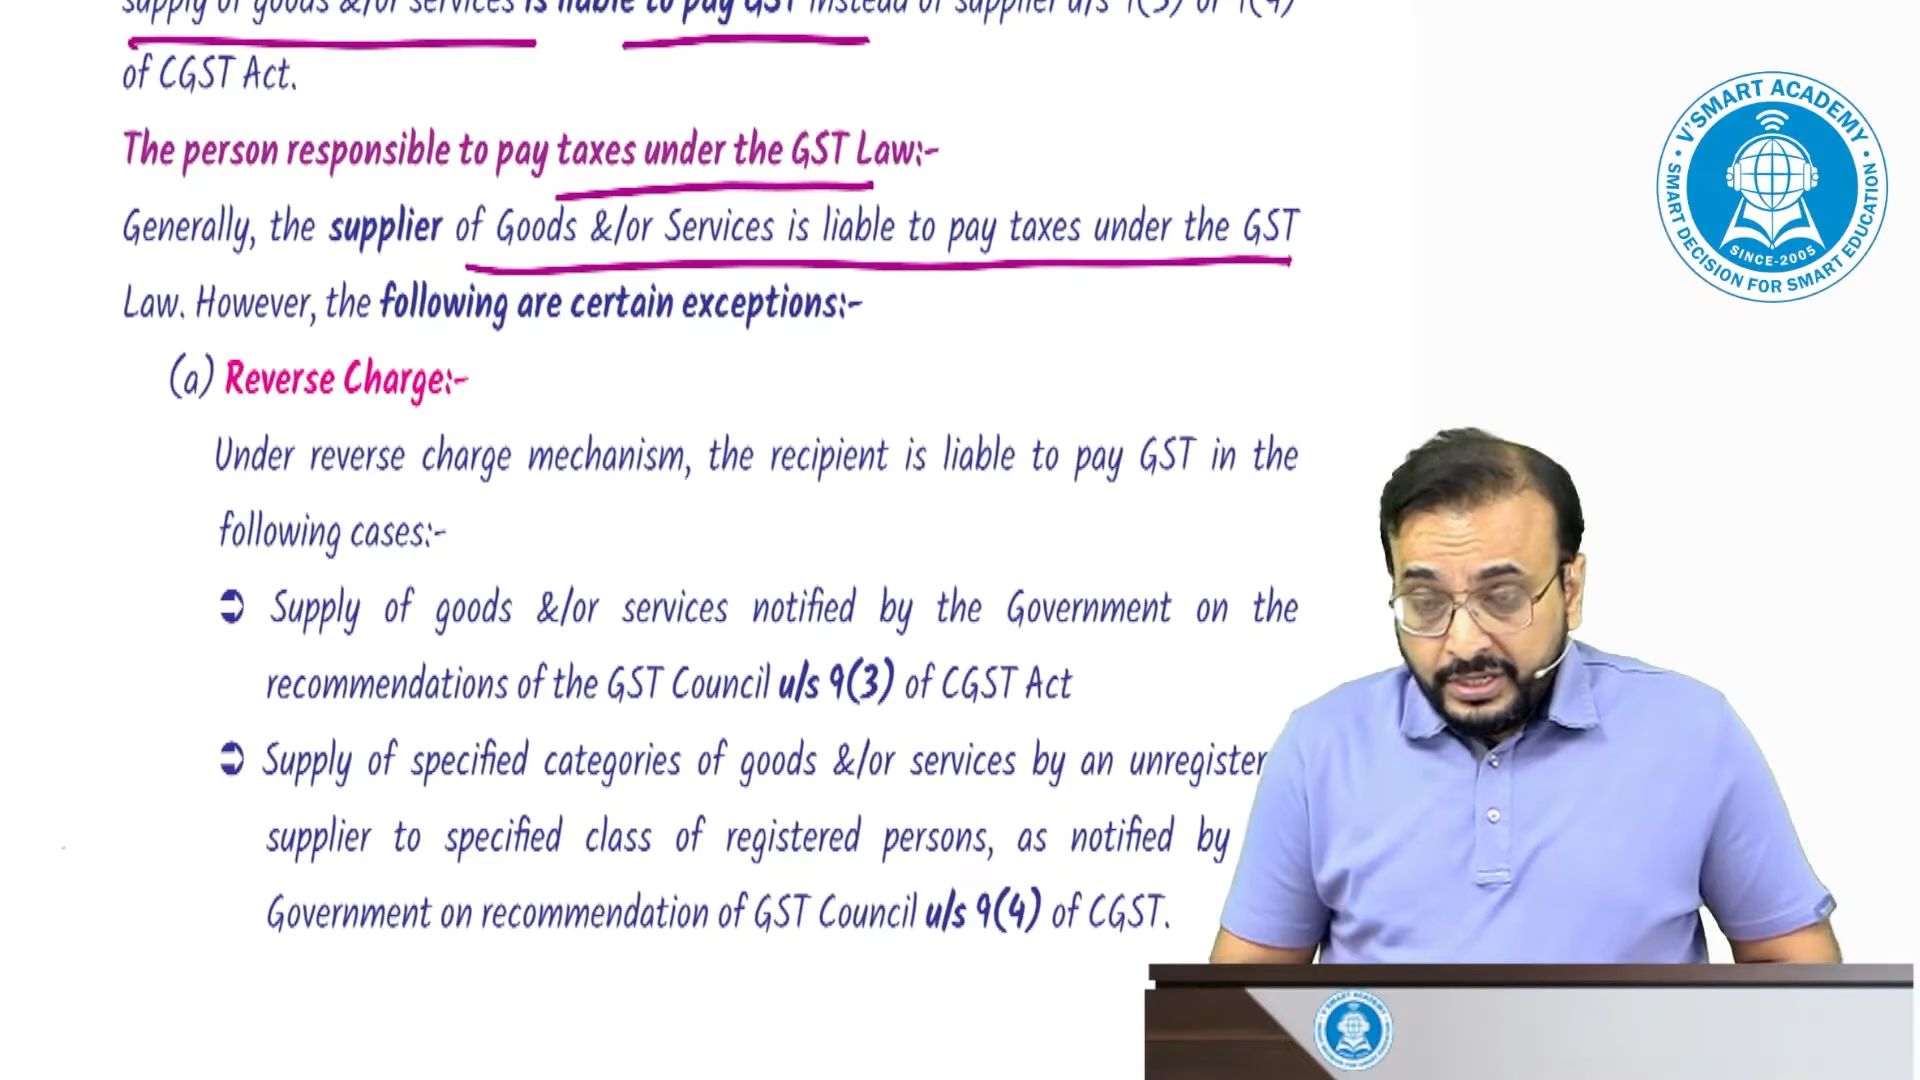 supply of goods &/or services is liable to pay GST instead of supplier u/s 9(3) or 9(4)
of CGST Act.
The person responsible to pay taxes under the GST Law:-
Generally, the supplier of Goods &/or Services is liable to pay taxes under the GST
Law. However, the following are certain exceptions:-
(a) Reverse Charge:-
Under reverse charge mechanism, the recipient is liable to pay GST in the
following cases:-
➲ Supply of goods &/or services notified by the Government on the
recommendations of the GST Council u/s 9(3) of CGST Act
➲ Supply of specified categories of goods &/or services by an unregister
supplier to specified class of registered persons, as notified by
Government on recommendation of GST Council u/s 9(4) of CGST.
V'SMART ACADEMY
SINCE-2005
SMART DECISION FOR SMART EDUCATION